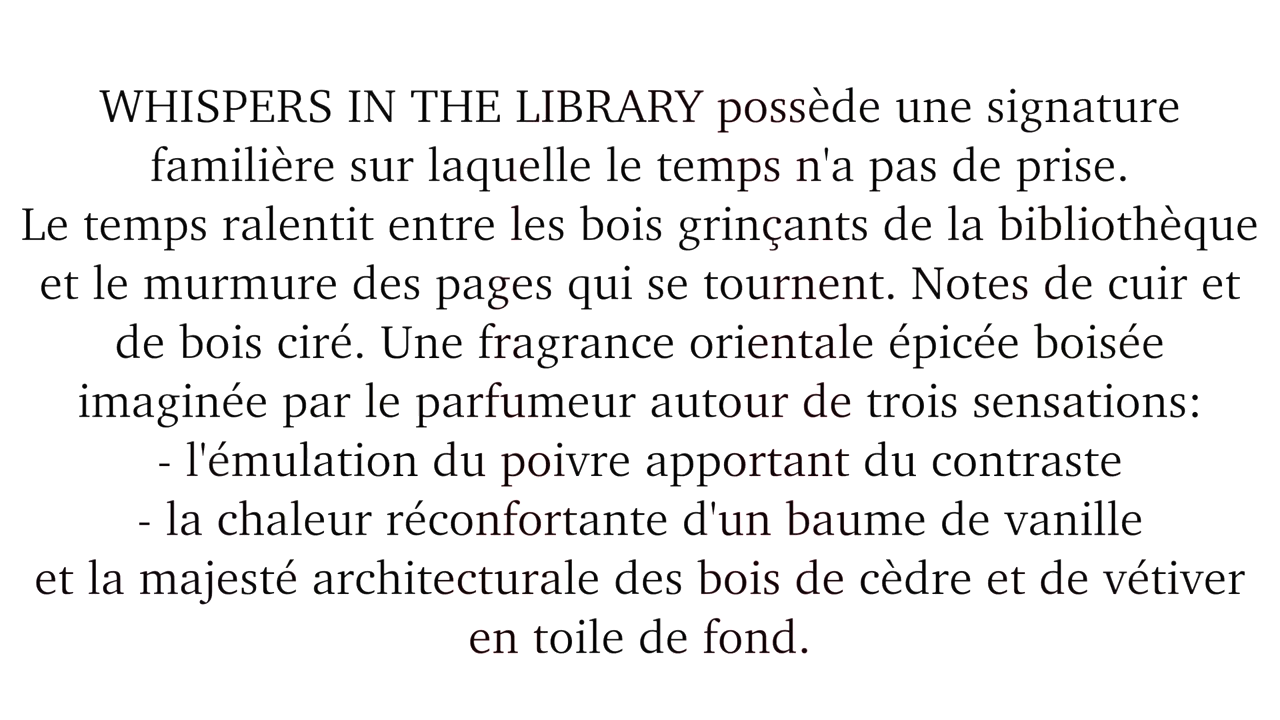 WHISPERS IN THE LIBRARY possède une signature
familière sur laquelle le temps n'a pas de prise.
Le temps ralentit entre les bois grinçants de la bibliothèque
et le murmure des pages qui se tournent. Notes de cuir et
de bois ciré. Une fragrance orientale épicée boisée
imaginée par le parfumeur autour de trois sensations:
- l'émulation du poivre apportant du contraste
- la chaleur réconfortante d'un baume de vanille
et la majesté architecturale des bois de cèdre et de vétiver
en toile de fond.